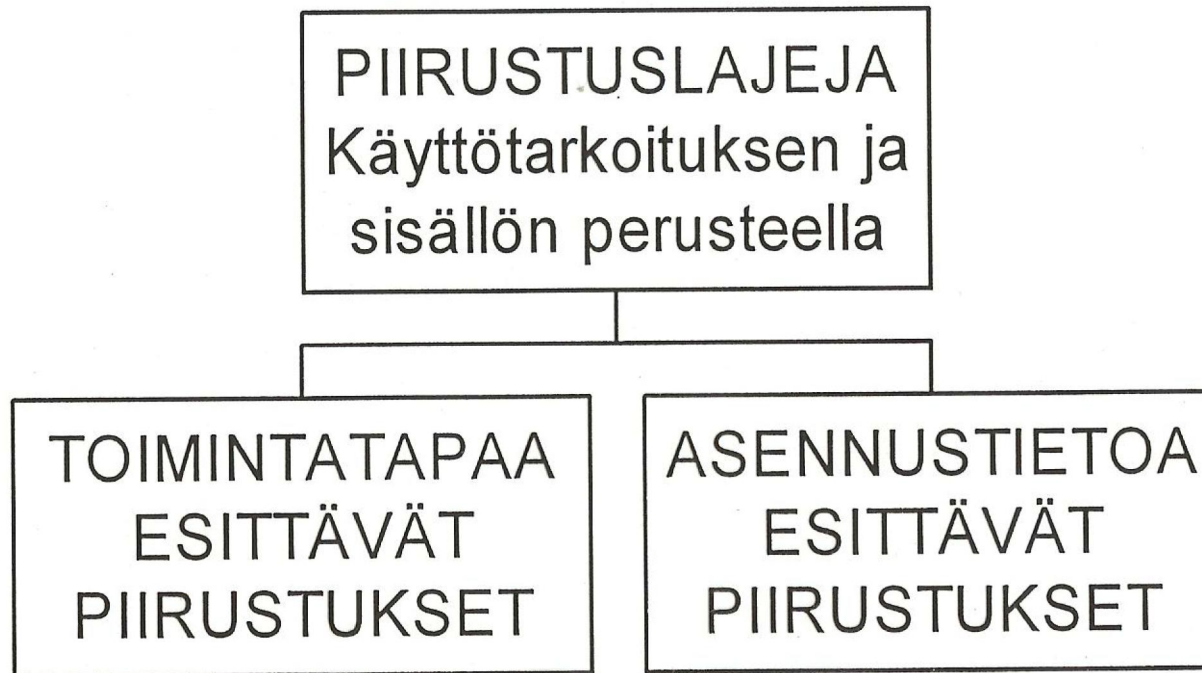 PIIRUSTUSLAJEJA
Käyttötarkoituksen ja
sisällön perusteella
TOIMINTATAPAA
ESITTÄVÄT
PIIRUSTUKSET
ASENNUSTIETOA
ESITTÄVÄT
PIIRUSTUKSET